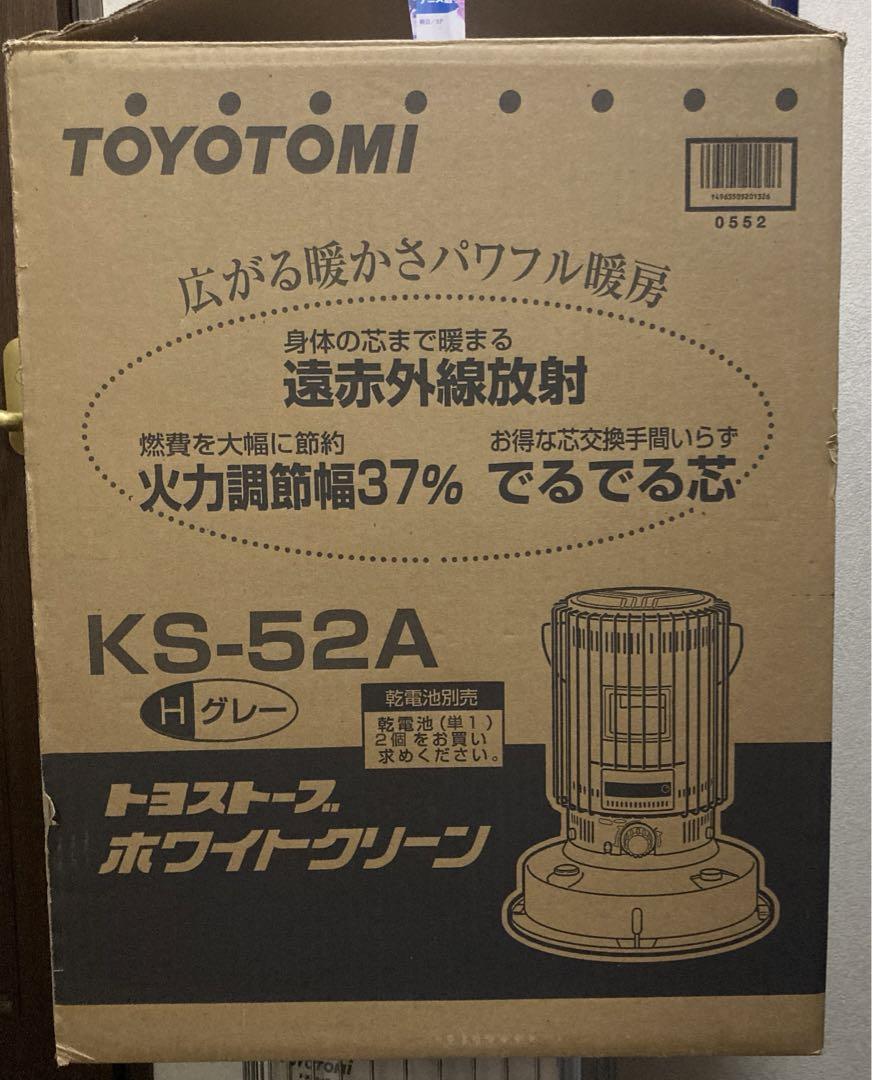 TOYOTOMI
0552
広がる暖かさパワフル暖房
身体の芯まで暖まる
遠赤外線放射
燃費を大幅に節約
火力調節幅37%
お得な芯交換手間いらず
でるでる芯
KS-52A
H グレー
乾電池別売
乾電池(単1)
2個をお買い
求めください。
トヨストーブ
ホワイトクリーン
TOYOTOMI